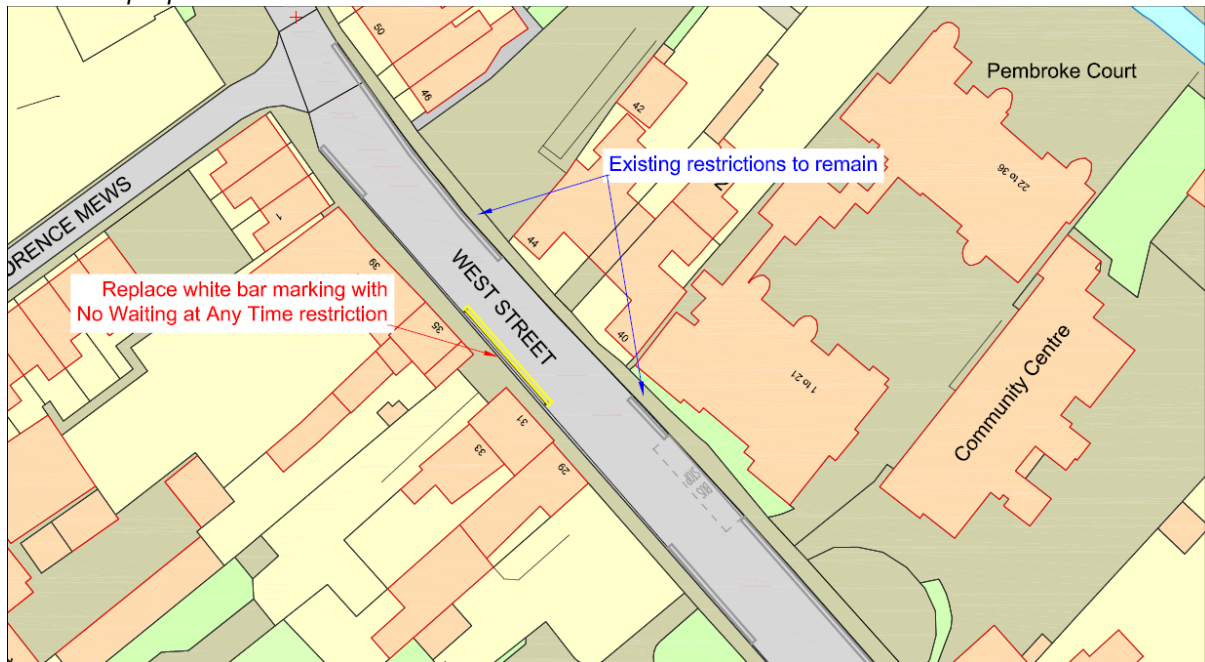 50
46
42
Pembroke Court
22 to 36
Existing restrictions to remain
44
1
39
WEST STREET
Replace white bar marking with
No Waiting at Any Time restriction
35
40
1 to 21
Community Centre
31
33
29
BUS
STOP
MEWS